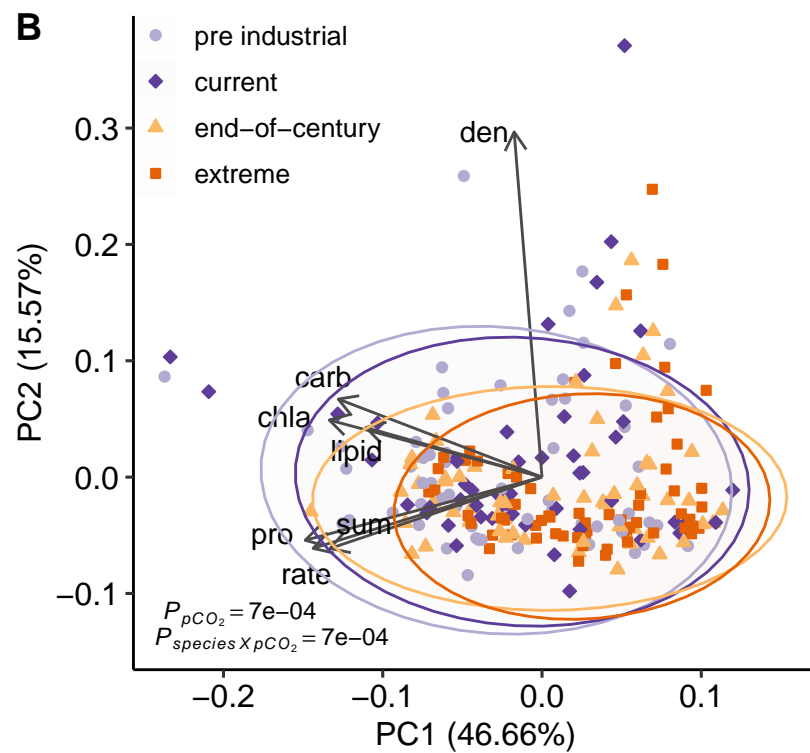 B
pre industrial
current
end−of−century
extreme
den
carb
chla
lipid
sum
pro
rate
P pCO₂ = 7e−04
P species X pCO₂ = 7e−04
0.3
0.2
0.1
0.0
−0.1
−0.2
−0.1
0.0
0.1
PC1 (46.66%)
PC2 (15.57%)